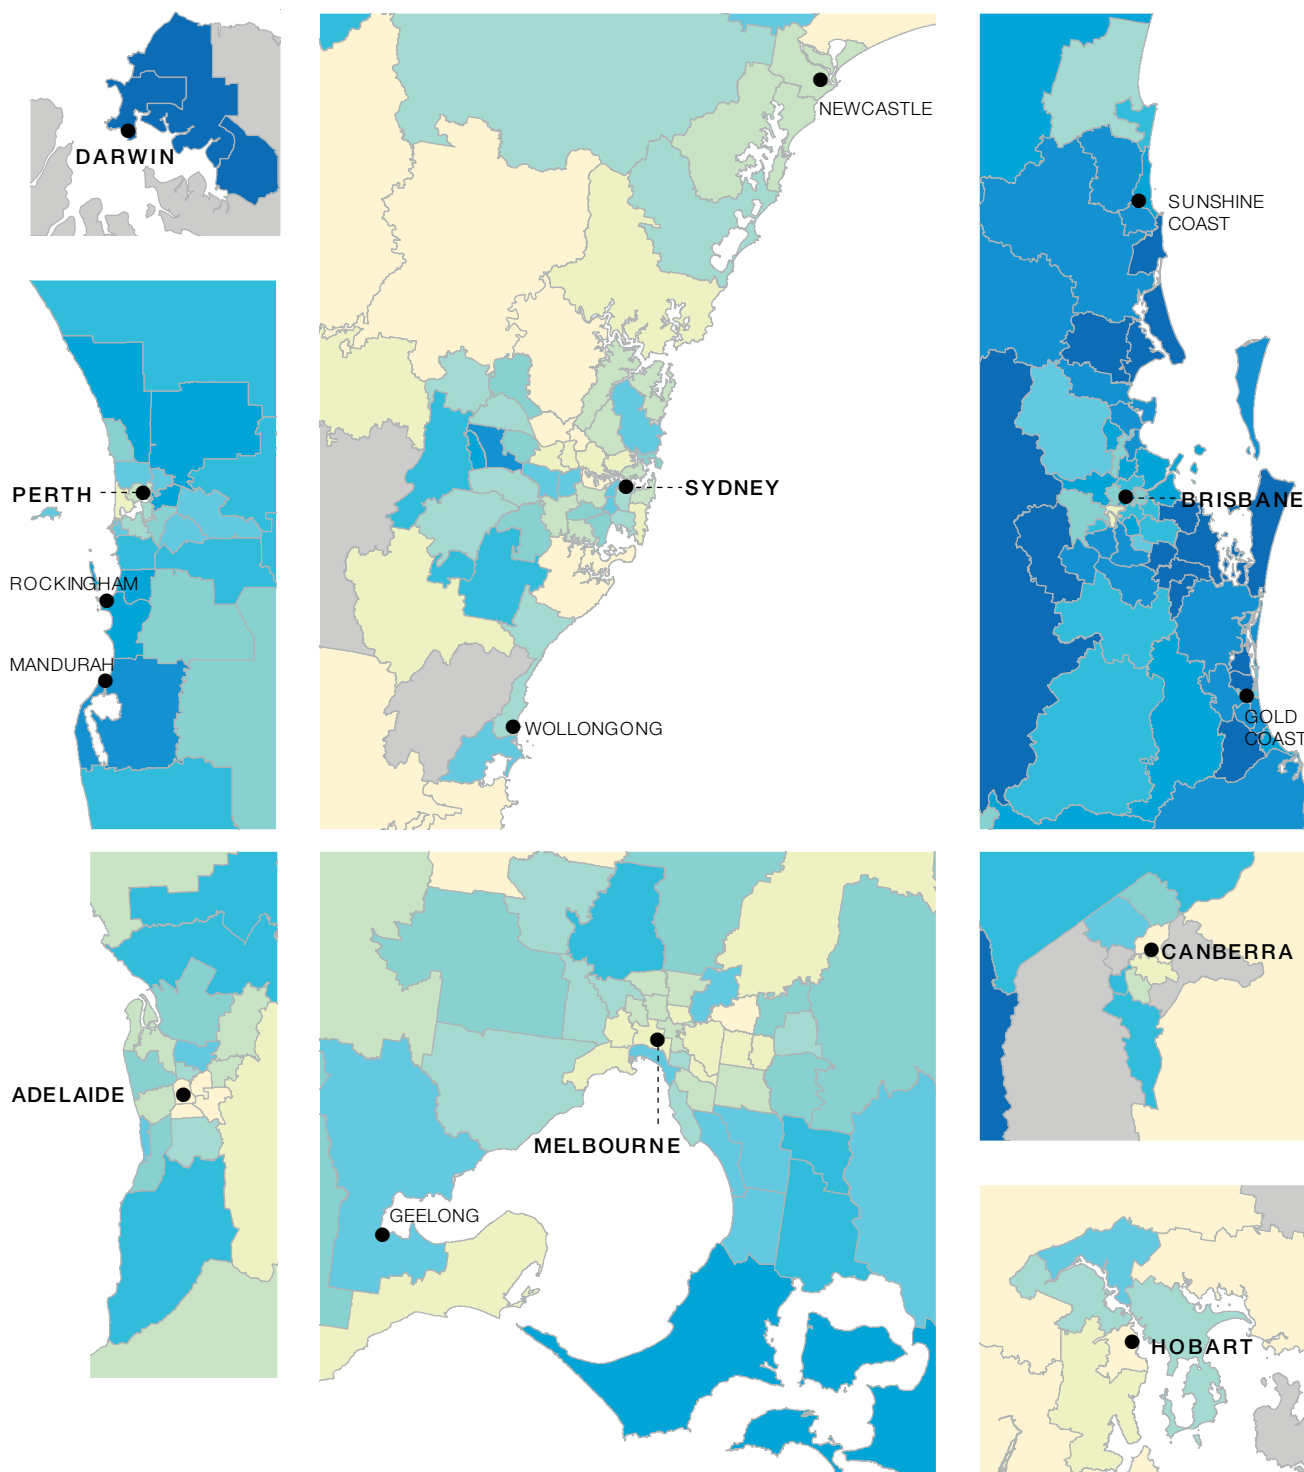 DARWIN
NEWCASTLE
SUNSHINE
COAST
PERTH
SYDNEY
BRISBANE
ROCKINGHAM
MANDURAH
WOLLONGONG
GOLD
COAST
ADELAIDE
MELBOURNE
GEELONG
CANBERRA
HOBART